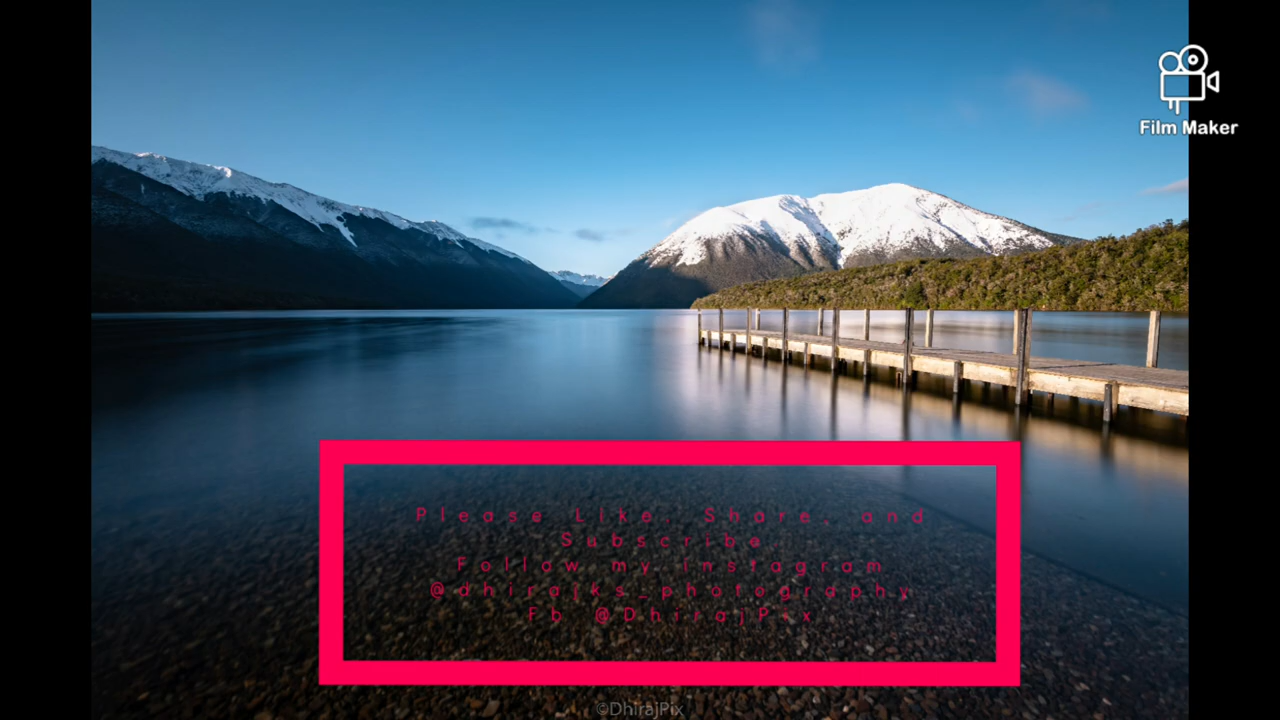 Film Maker
Please Like, Share, and
Subscribe
Follow my instagram
@dhirajks_photography
Fb @DhirajPix
©DhirajPix